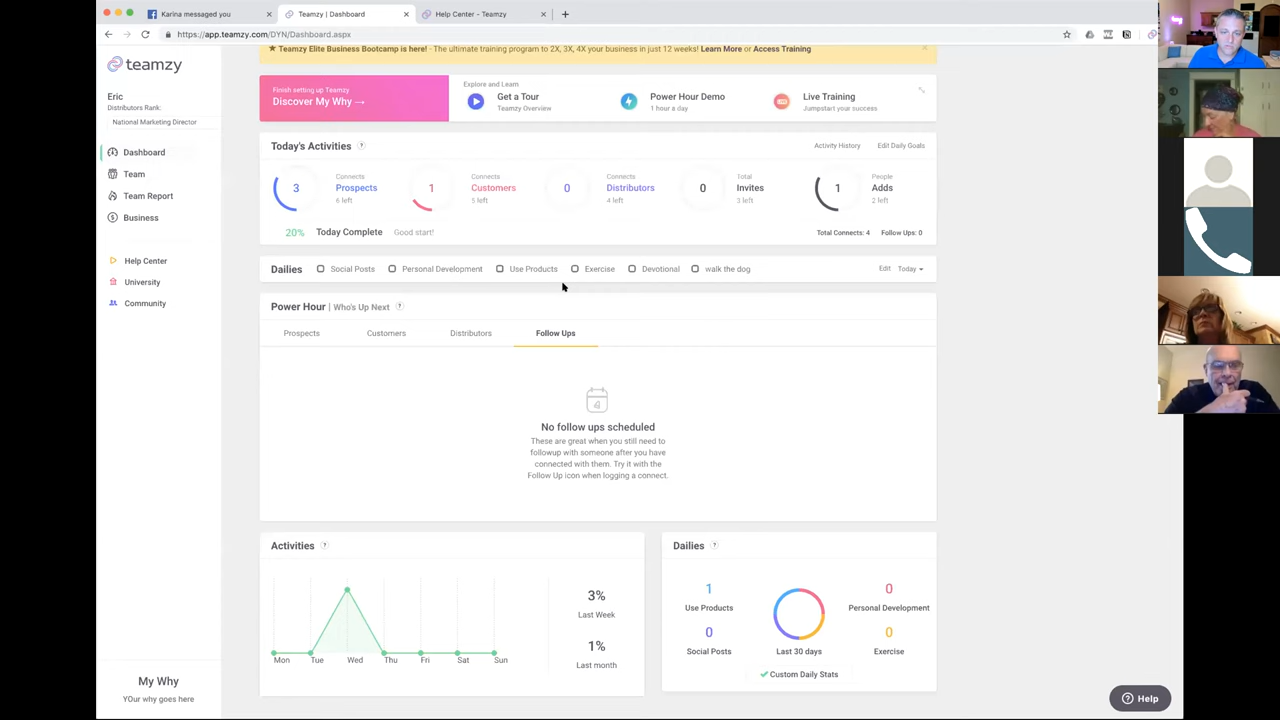 Karina messaged you
Teamzy | Dashboard
Help Center - Teamzy
https://app.teamzy.com/DYN/Dashboard.aspx
★ Teamzy Elite Business Bootcamp is here! - The ultimate training program to 2X, 3X, 4X your business in just 12 weeks! Learn More or Access Training
teamzy
Eric
Distributors Rank:
National Marketing Director
Dashboard
Team
Team Report
Business
Help Center
University
Community
My Why
YOur why goes here
Finish setting up Teamzy
Discover My Why →
Explore and Learn
Get a Tour
Teamzy Overview
Power Hour Demo
1 hour a day
LIVE
Live Training
Jumpstart your success
Today's Activities ?
Activity History
Edit Daily Goals
3
Connects
Prospects
6 left
1
Connects
Customers
5 left
0
Connects
Distributors
4 left
0
Total
Invites
3 left
1
People
Adds
2 left
20% Today Complete Good start!
Total Connects: 4 Follow Ups: 0
Dailies
Social Posts
Personal Development
Use Products
Exercise
Devotional
walk the dog
Edit
Today
Power Hour | Who's Up Next ?
Prospects
Customers
Distributors
Follow Ups
No follow ups scheduled
These are great when you still need to
followup with someone after you have
connected with them. Try it with the
Follow Up icon when logging a connect.
Activities ?
Mon Tue Wed Thu Fri Sat Sun
3%
Last Week
1%
Last month
Dailies ?
1
Use Products
0
Social Posts
Last 30 days
0
Personal Development
0
Exercise
Custom Daily Stats
? Help